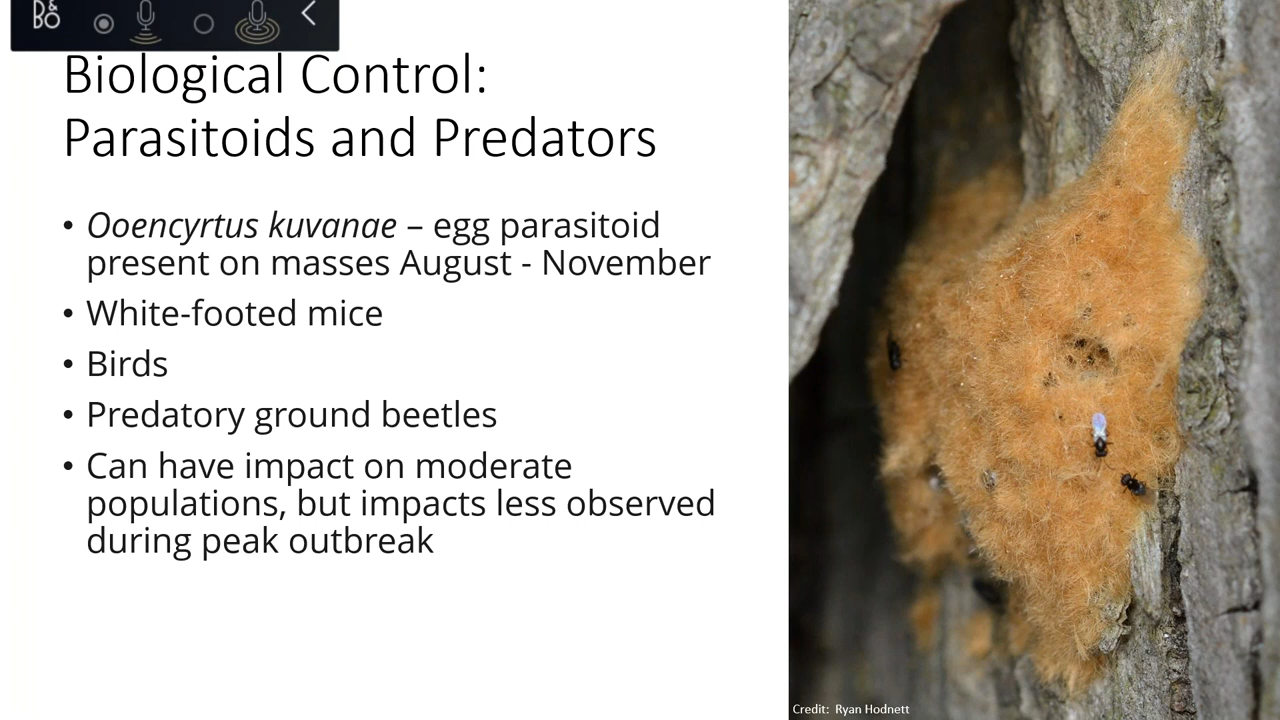 B&O
Biological Control:
Parasitoids and Predators
• Ooencyrtus kuvanae – egg parasitoid
present on masses August - November
• White-footed mice
• Birds
• Predatory ground beetles
• Can have impact on moderate
populations, but impacts less observed
during peak outbreak
Credit: Ryan Hodnett